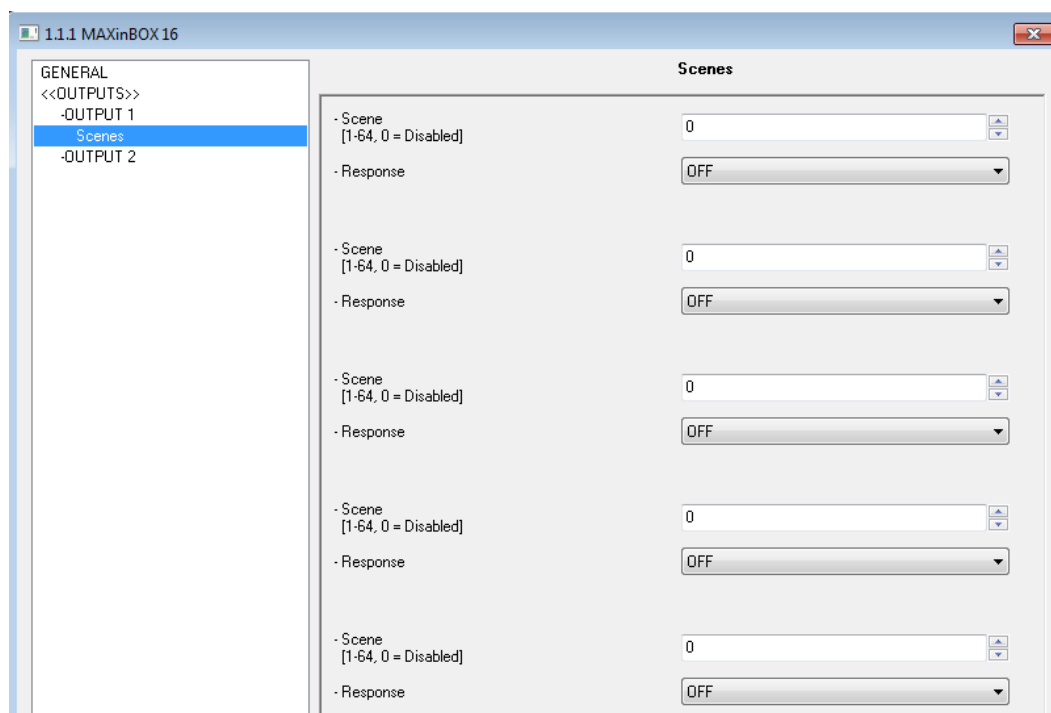 1.1.1 MAXinBOX 16
GENERAL
<<OUTPUTS>>
-OUTPUT 1
Scenes
-OUTPUT 2
Scenes
- Scene
[1-64, 0 = Disabled]
0
- Response
OFF
- Scene
[1-64, 0 = Disabled]
0
- Response
OFF
- Scene
[1-64, 0 = Disabled]
0
- Response
OFF
- Scene
[1-64, 0 = Disabled]
0
- Response
OFF
- Scene
[1-64, 0 = Disabled]
0
- Response
OFF